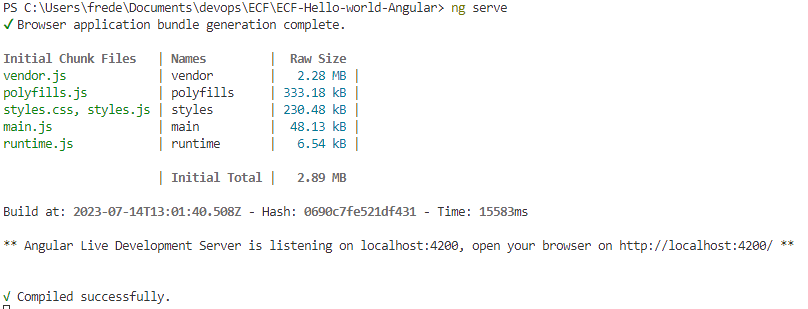 PS C:\Users\frede\Documents\devops\ECF\ECF-Hello-world-Angular> ng serve
✓ Browser application bundle generation complete.
Initial Chunk Files | Names | Raw Size
vendor.js | vendor | 2.28 MB |
polyfills.js | polyfills | 333.18 kB |
styles.css, styles.js | styles | 230.48 kB |
main.js | main | 48.13 kB |
runtime.js | runtime | 6.54 kB |
| Initial Total | 2.89 MB
Build at: 2023-07-14T13:01:40.508Z - Hash: 0690c7fe521df431 - Time: 15583ms
** Angular Live Development Server is listening on localhost:4200, open your browser on http://localhost:4200/ **
√ Compiled successfully.